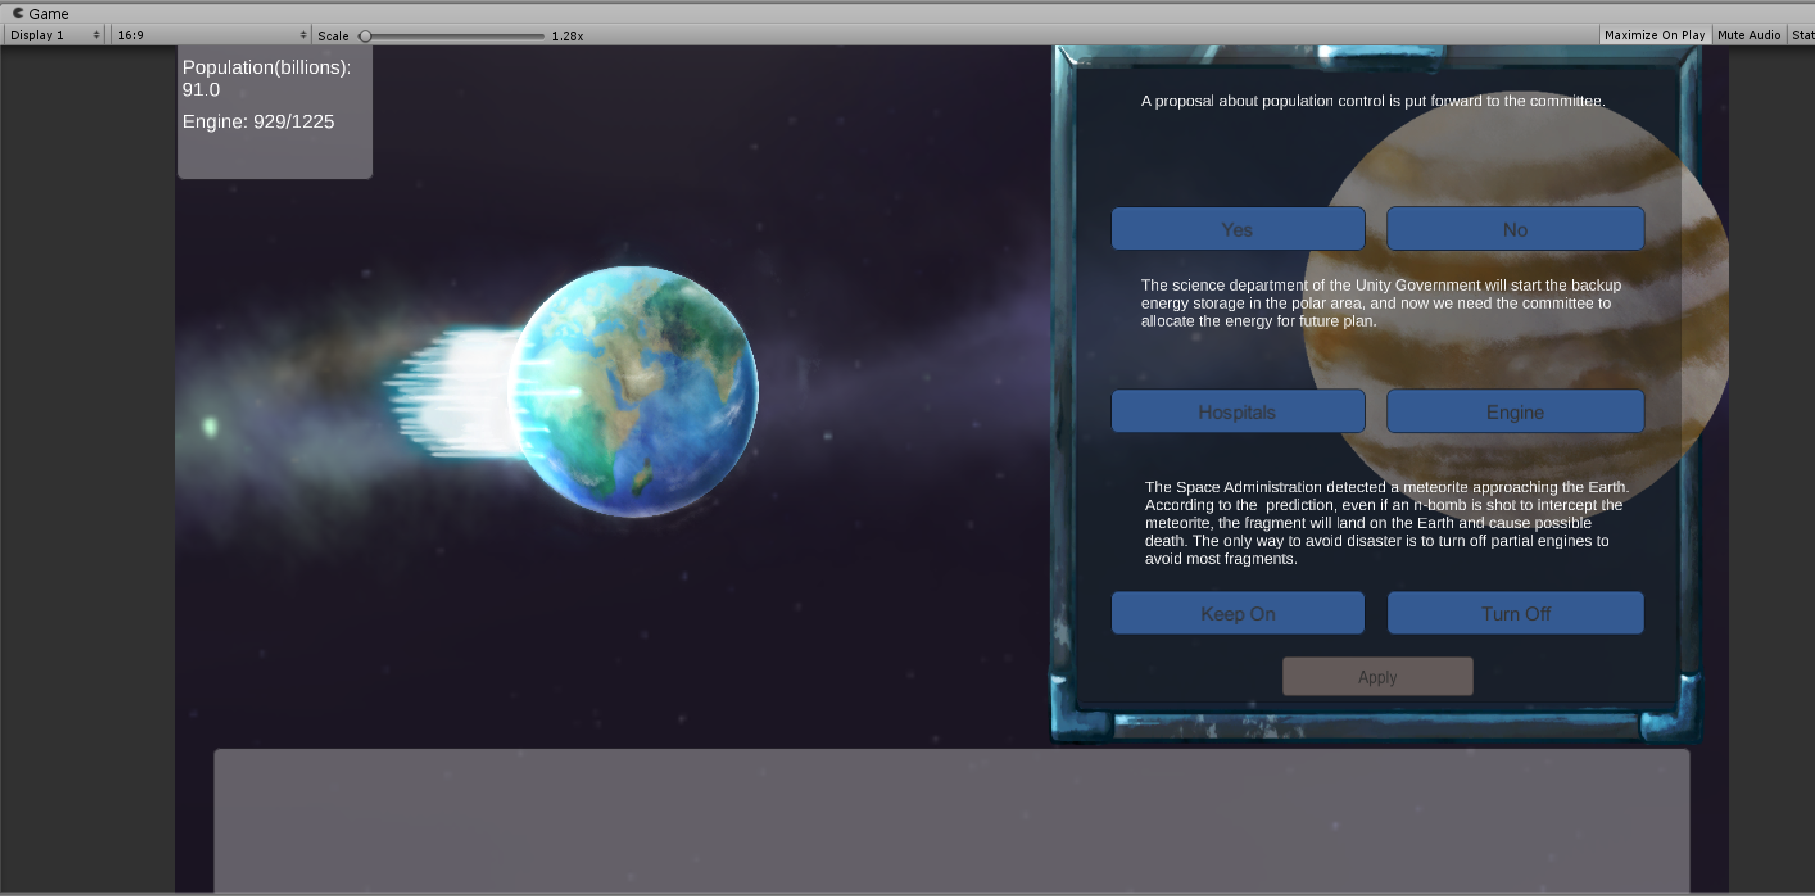 Game
Display 1
16:9
Scale
1.28x
Maximize On Play
Mute Audio
Stat
Population(billions):
91.0
Engine: 929/1225
A proposal about population control is put forward to the committee.
Yes
No
The science department of the Unity Government will start the backup
energy storage in the polar area, and now we need the committee to
allocate the energy for future plan.
Hospitals
Engine
The Space Administration detected a meteorite approaching the Earth.
According to the  prediction, even if an n-bomb is shot to intercept the
meteorite, the fragment will land on the Earth and cause possible
death. The only way to avoid disaster is to turn off partial engines to
avoid most fragments.
Keep On
Turn Off
Apply